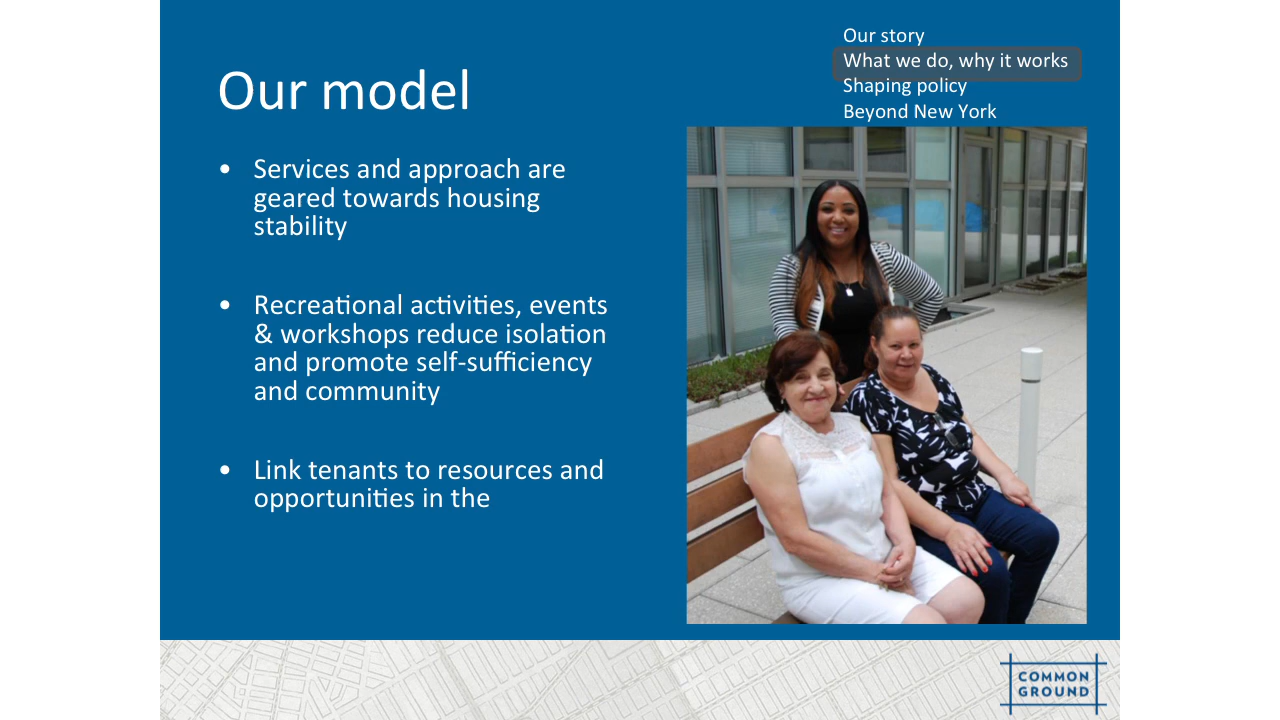 Our story
What we do, why it works
Shaping policy
Beyond New York
Our model
• Services and approach are
geared towards housing
stability
• Recreational activities, events
& workshops reduce isolation
and promote self-sufficiency
and community
• Link tenants to resources and
opportunities in the
COMMON
GROUND